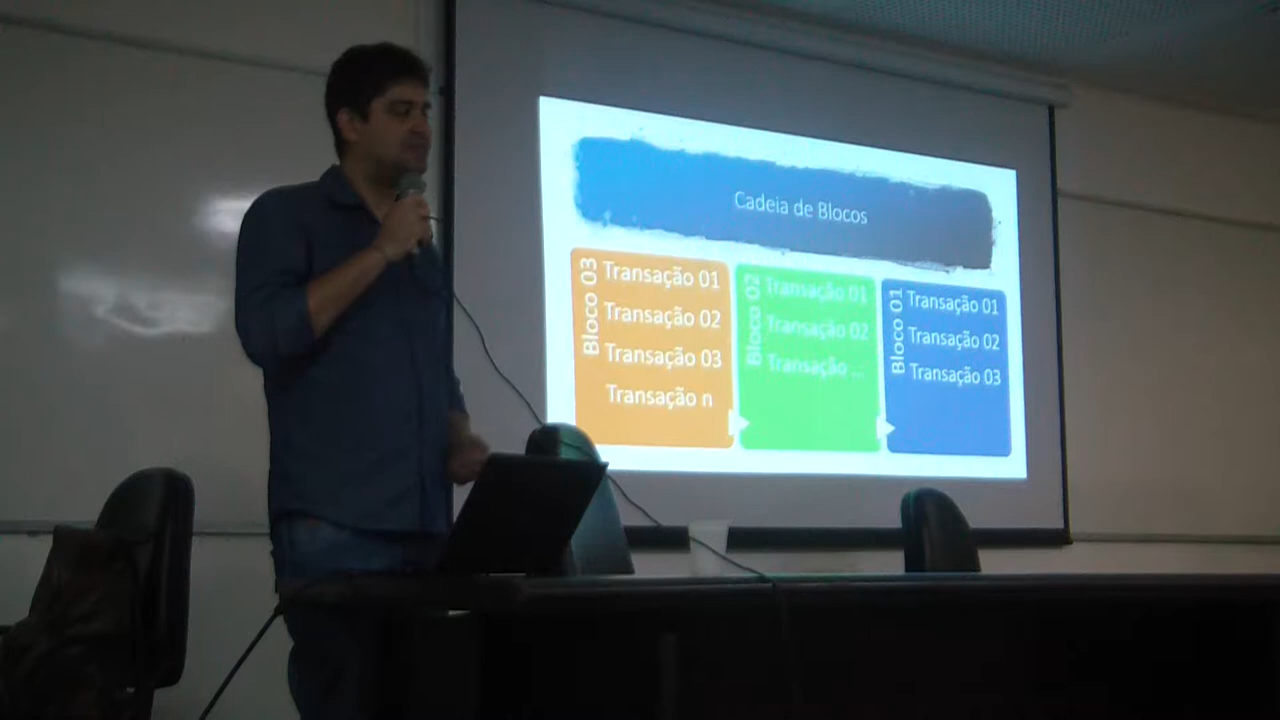 Cadeia de Blocos
Bloco 03
Transação 01
Transação 02
Transação 03
Transação n
Bloco 02
Transação 01
Transação 02
Transação ...
Bloco 01
Transação 01
Transação 02
Transação 03